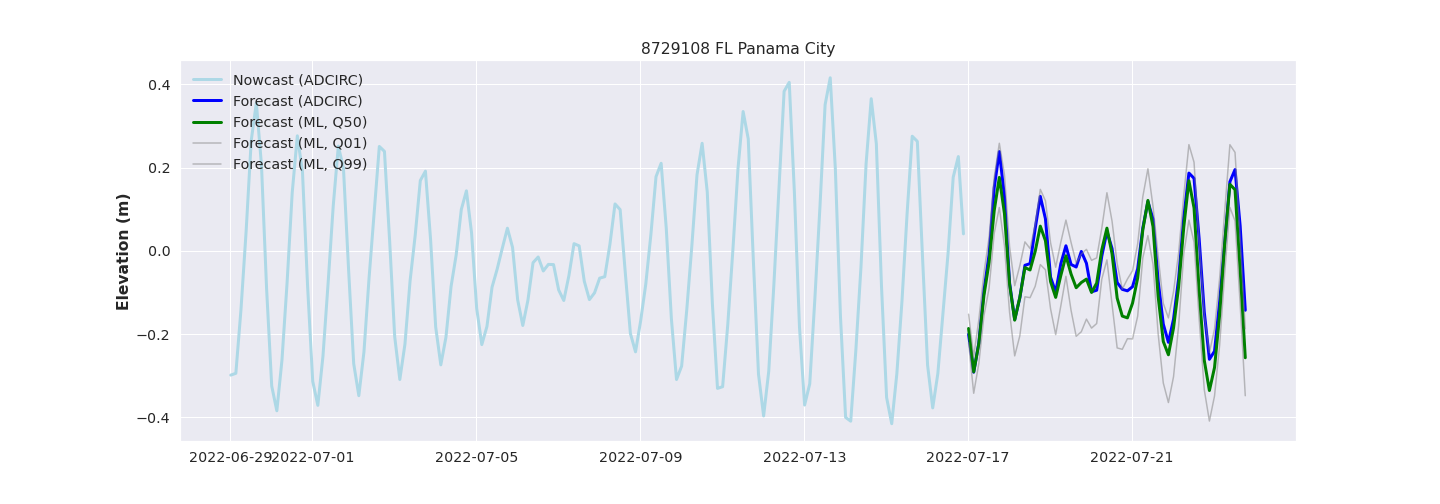 8729108 FL Panama City
Nowcast (ADCIRC)
Forecast (ADCIRC)
Forecast (ML, Q50)
Forecast (ML, Q01)
Forecast (ML, Q99)
Elevation (m)
0.4
0.2
0.0
−0.2
−0.4
2022-06-29 2022-07-01 2022-07-05 2022-07-09 2022-07-13 2022-07-17 2022-07-21